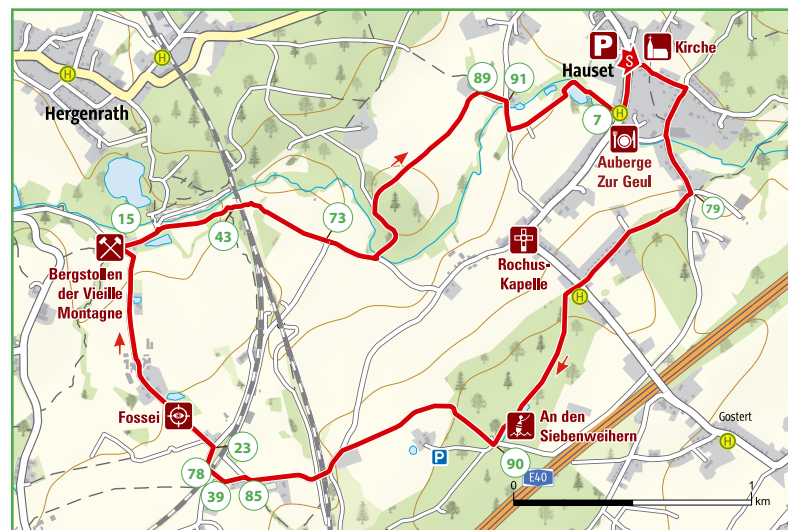 P
S
Kirche
H
Hauset
H
Hergenrath
89
91
7
H
Auberge
Zur Geul
15
43
73
79
Bergstollen
der Vieille
Montagne
Rochus-
Kapelle
H
Fossei
An den
Siebenweihern
Gostert
H
23
P
90
78
39
85
E40
0
1
km